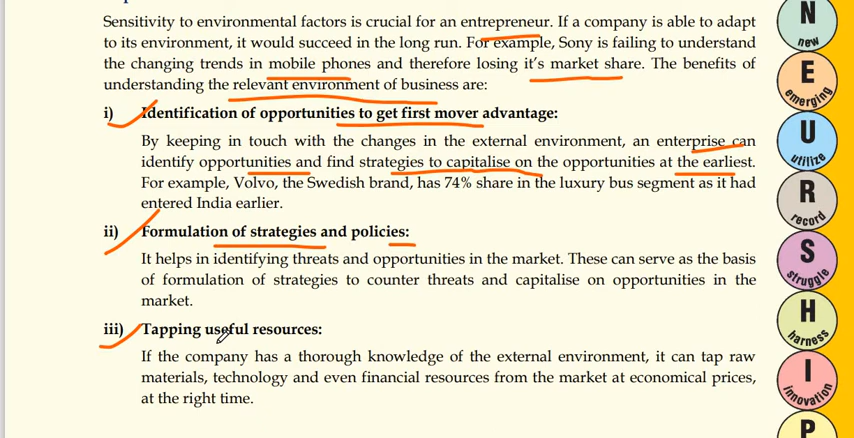 Sensitivity to environmental factors is crucial for an entrepreneur. If a company is able to adapt
to its environment, it would succeed in the long run. For example, Sony is failing to understand
the changing trends in mobile phones and therefore losing it's market share. The benefits of
understanding the relevant environment of business are:
i) Identification of opportunities to get first mover advantage:
By keeping in touch with the changes in the external environment, an enterprise can
identify opportunities and find strategies to capitalise on the opportunities at the earliest.
For example, Volvo, the Swedish brand, has 74% share in the luxury bus segment as it had
entered India earlier.
ii) Formulation of strategies and policies:
It helps in identifying threats and opportunities in the market. These can serve as the basis
of formulation of strategies to counter threats and capitalise on opportunities in the
market.
iii) Tapping useful resources:
If the company has a thorough knowledge of the external environment, it can tap raw
materials, technology and even financial resources from the market at economical prices,
at the right time.
N
new
E
emerging
U
utilize
R
record
S
struggle
H
harness
I
innovation
P